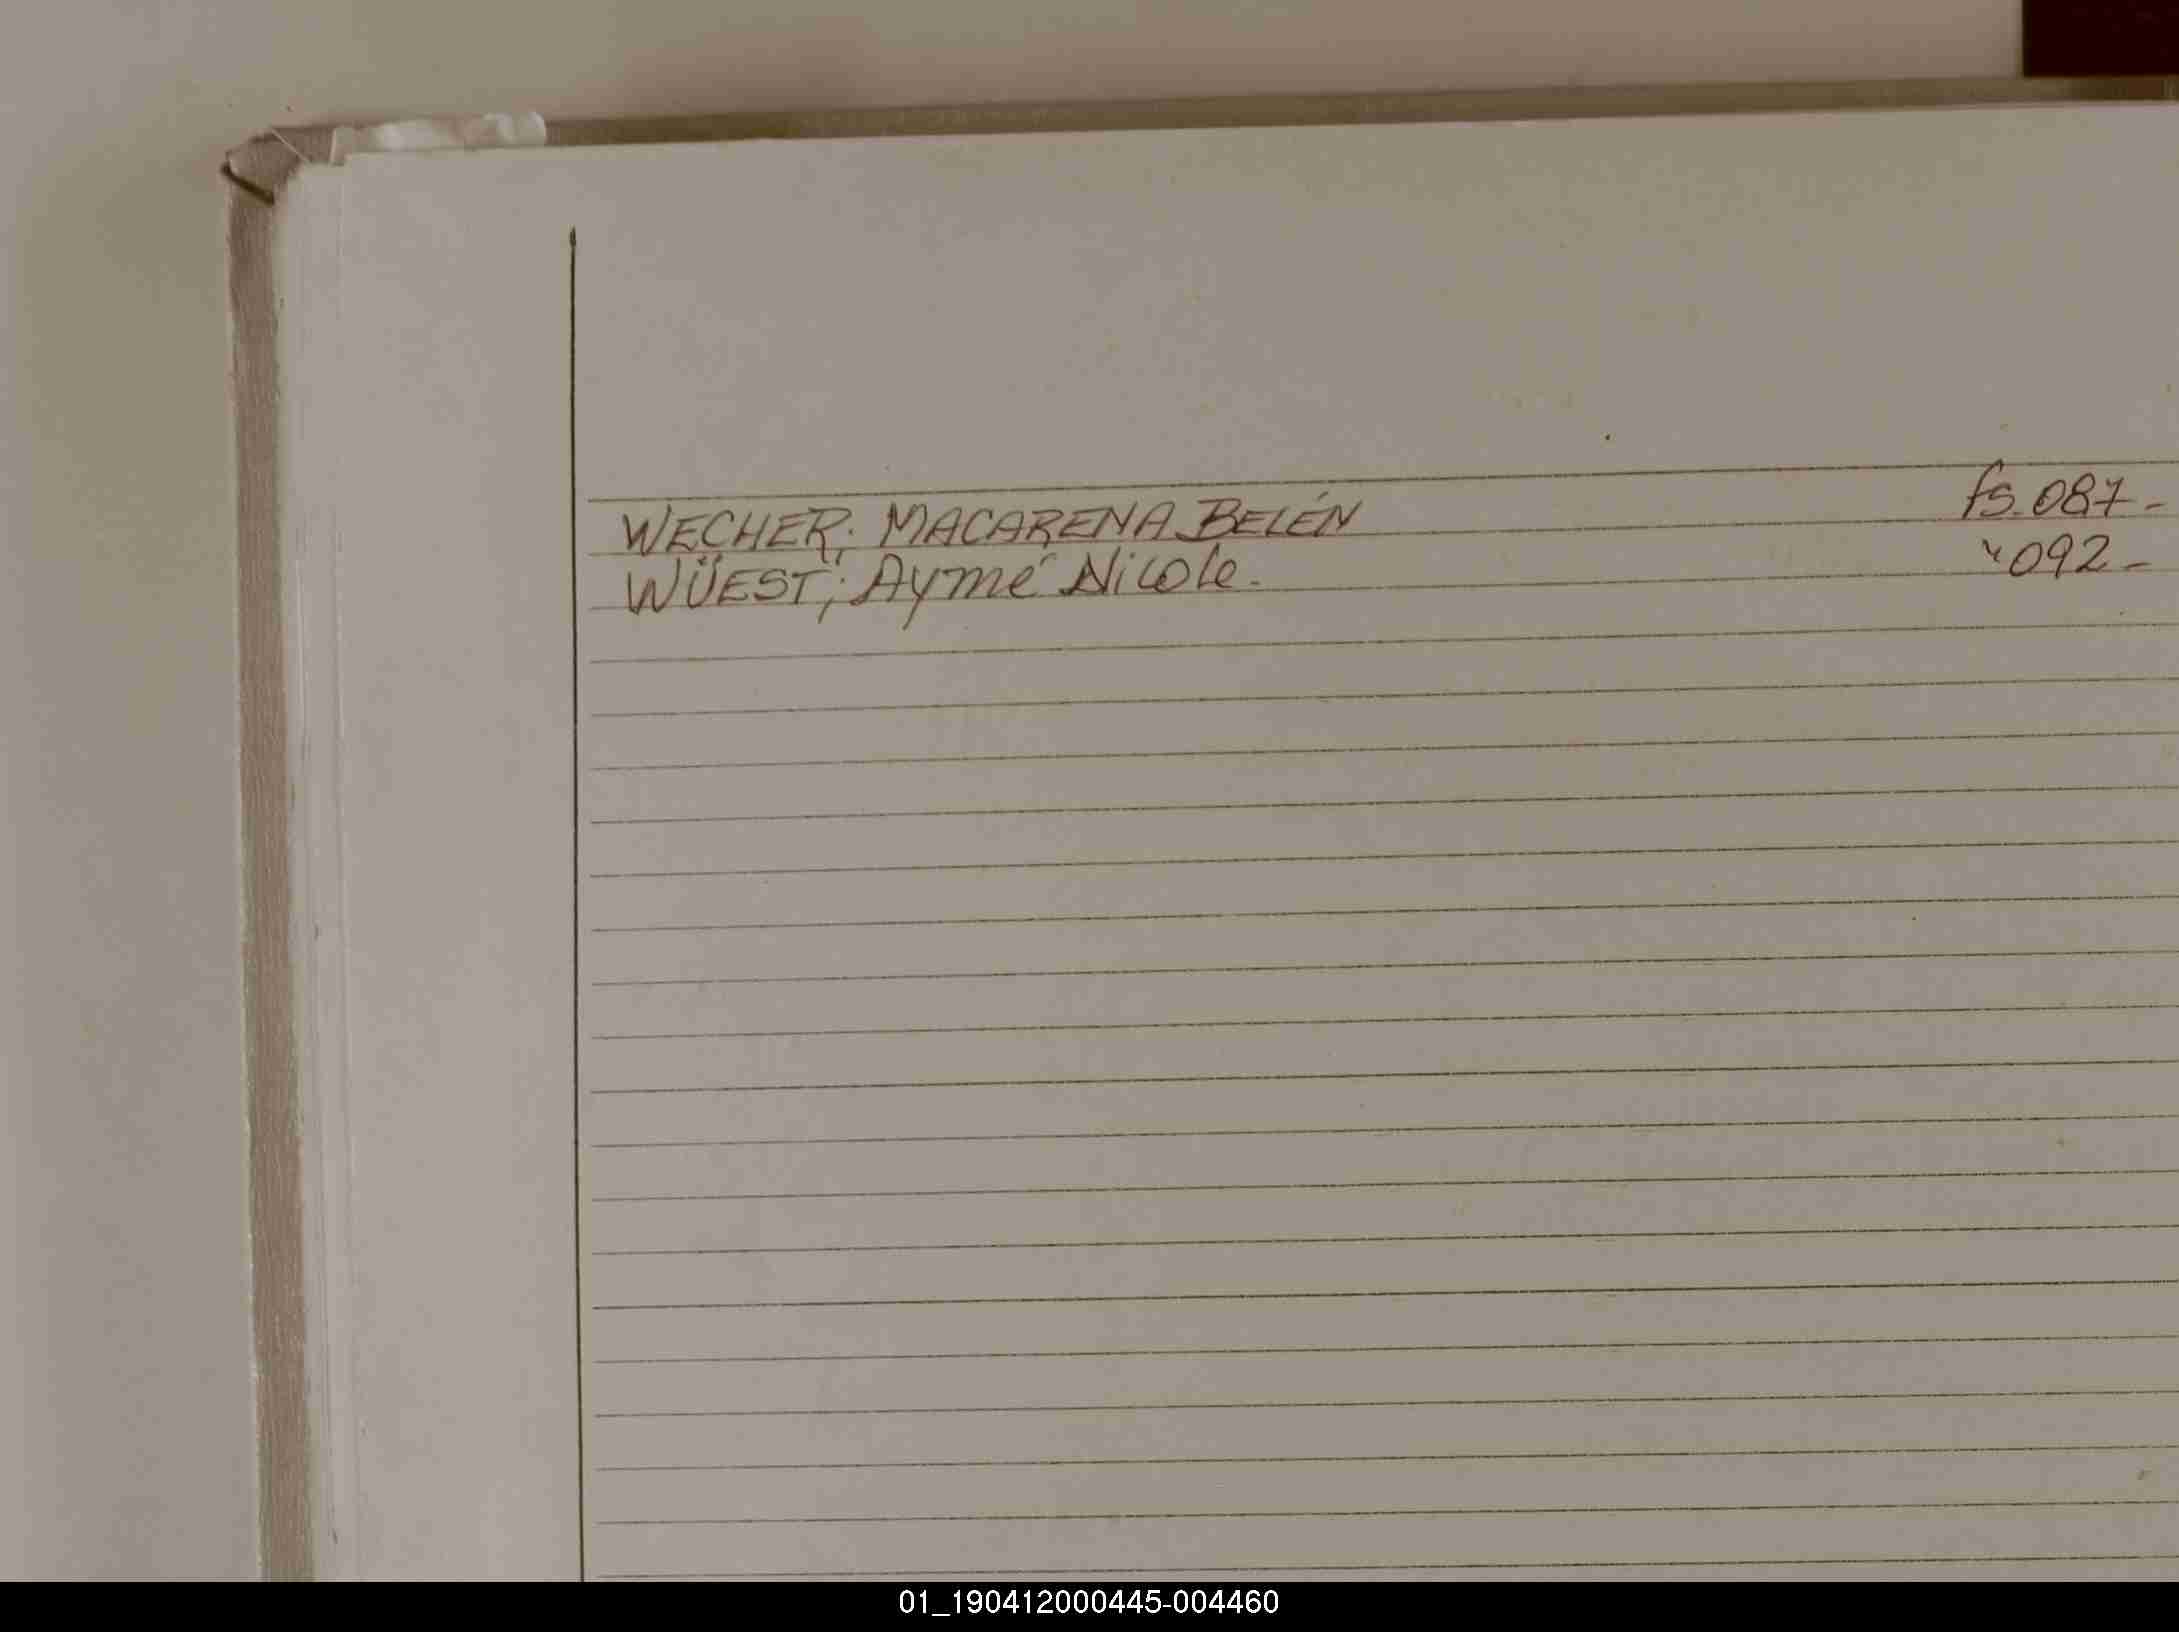 WECHER; MACARENA BELÉN fs. 087-
WÜEST; Aymé Nicole. " 092-
01_190412000445-004460